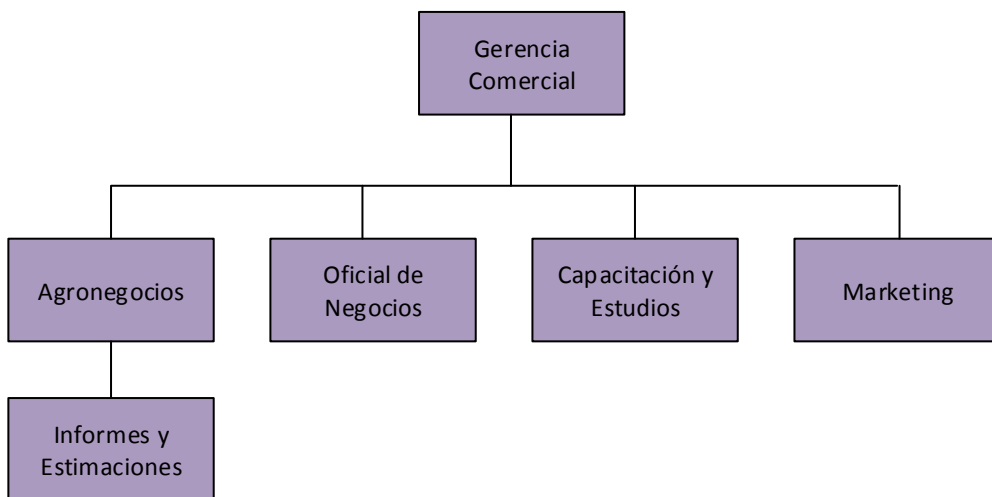 Gerencia
Comercial
Agronegocios
Oficial de
Negocios
Capacitación y
Estudios
Marketing
Informes y
Estimaciones